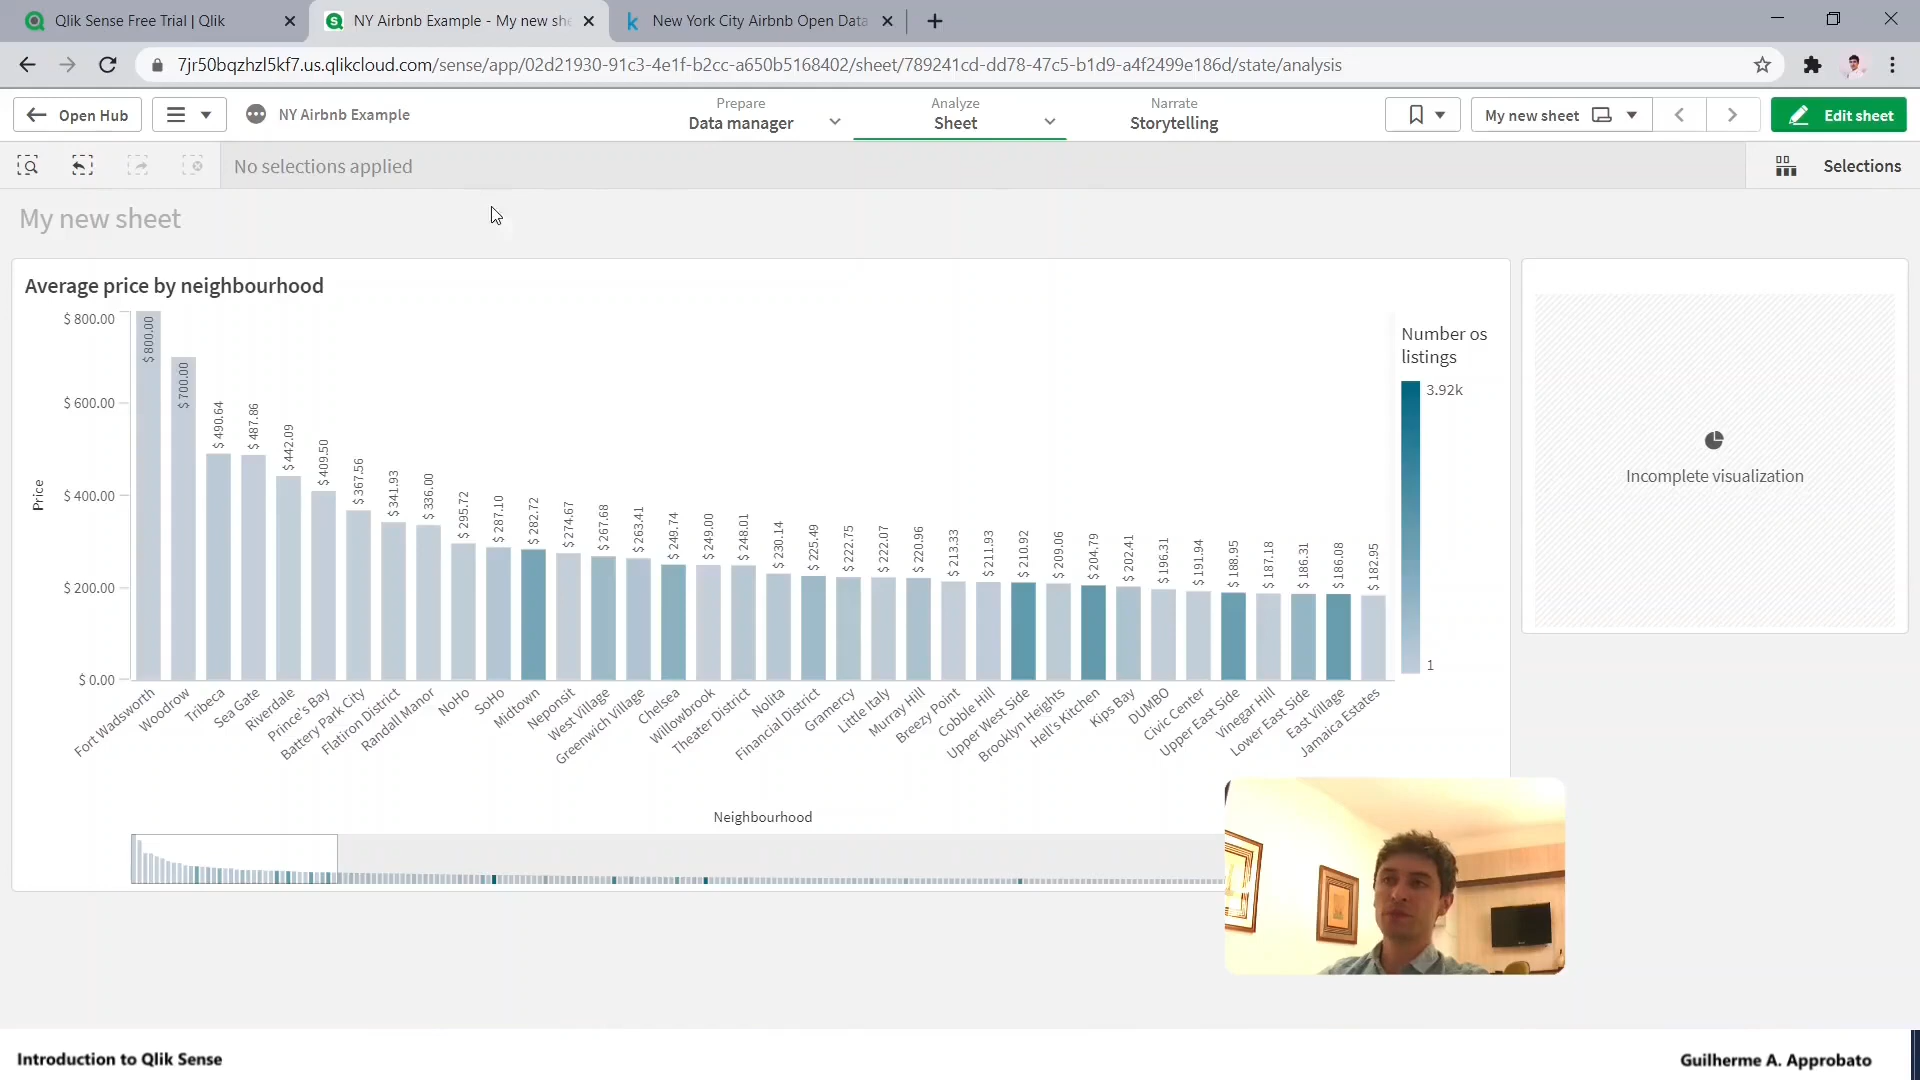 Qlik Sense Free Trial | Qlik
NY Airbnb Example - My new she
New York City Airbnb Open Data
7jr50bqzhzl5kf7.us.qlikcloud.com/sense/app/02d21930-91c3-4e1f-b2cc-a650b5168402/sheet/789241cd-dd78-47c5-b1d9-a4f2499e186d/state/analysis
Open Hub
NY Airbnb Example
Prepare
Data manager
Analyze
Sheet
Narrate
Storytelling
My new sheet
Edit sheet
No selections applied
Selections
My new sheet
Average price by neighbourhood
Price
$ 800.00
$ 600.00
$ 400.00
$ 200.00
$ 0.00
$ 800.00
$ 700.00
$ 490.64
$ 487.86
$ 442.09
$ 409.50
$ 367.56
$ 341.93
$ 336.00
$ 295.72
$ 287.10
$ 282.72
$ 274.67
$ 267.68
$ 263.41
$ 249.74
$ 249.00
$ 248.01
$ 230.14
$ 225.49
$ 222.75
$ 222.07
$ 220.96
$ 213.33
$ 211.93
$ 210.92
$ 209.06
$ 204.79
$ 202.41
$ 196.31
$ 191.94
$ 188.95
$ 187.18
$ 186.31
$ 186.08
$ 182.95
Fort Wadsworth
Woodrow
Tribeca
Sea Gate
Riverdale
Prince's Bay
Battery Park City
Flatiron District
Randall Manor
NoHo
SoHo
Midtown
Neponsit
West Village
Greenwich Village
Chelsea
Willowbrook
Theater District
Nolita
Financial District
Gramercy
Little Italy
Murray Hill
Breezy Point
Cobble Hill
Upper West Side
Brooklyn Heights
Hell's Kitchen
Kips Bay
DUMBO
Civic Center
Upper East Side
Vinegar Hill
Lower East Side
East Village
Jamaica Estates
Neighbourhood
Number os
listings
3.92k
1
Incomplete visualization
Introduction to Qlik Sense
Guilherme A. Approbato